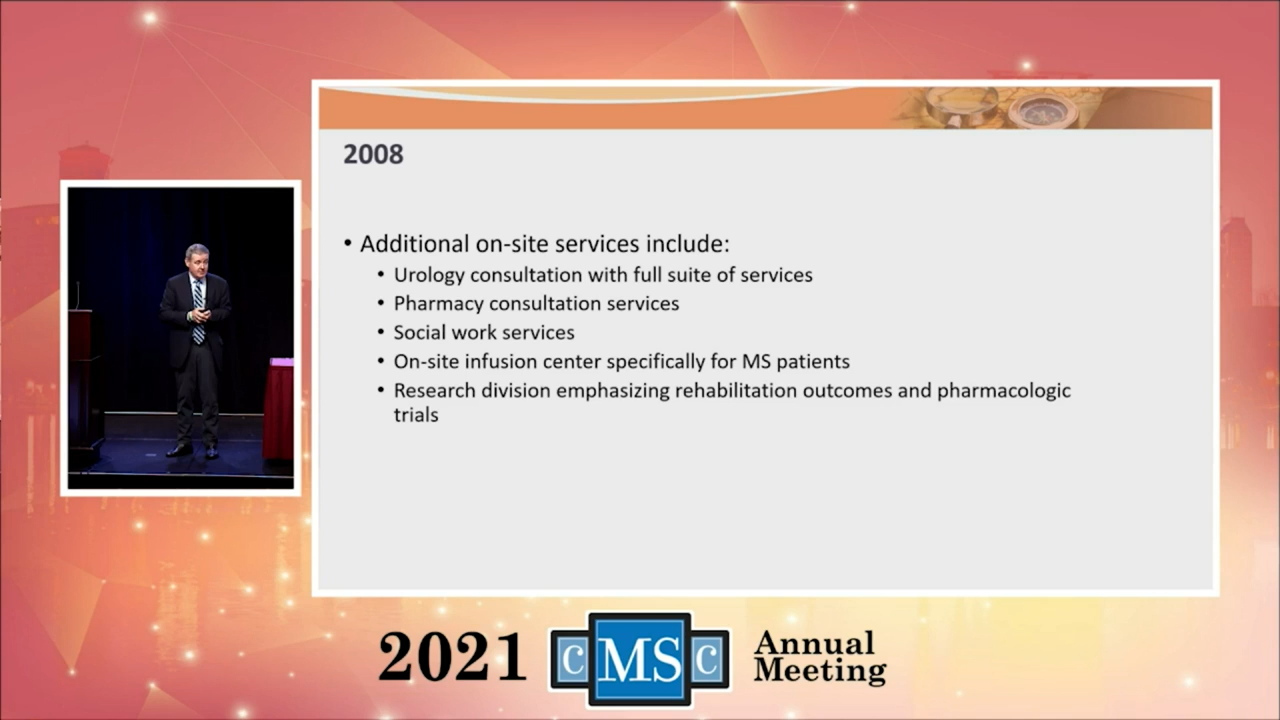 2008
• Additional on-site services include:
• Urology consultation with full suite of services
• Pharmacy consultation services
• Social work services
• On-site infusion center specifically for MS patients
• Research division emphasizing rehabilitation outcomes and pharmacologic
trials
2021 CMSC Annual
Meeting